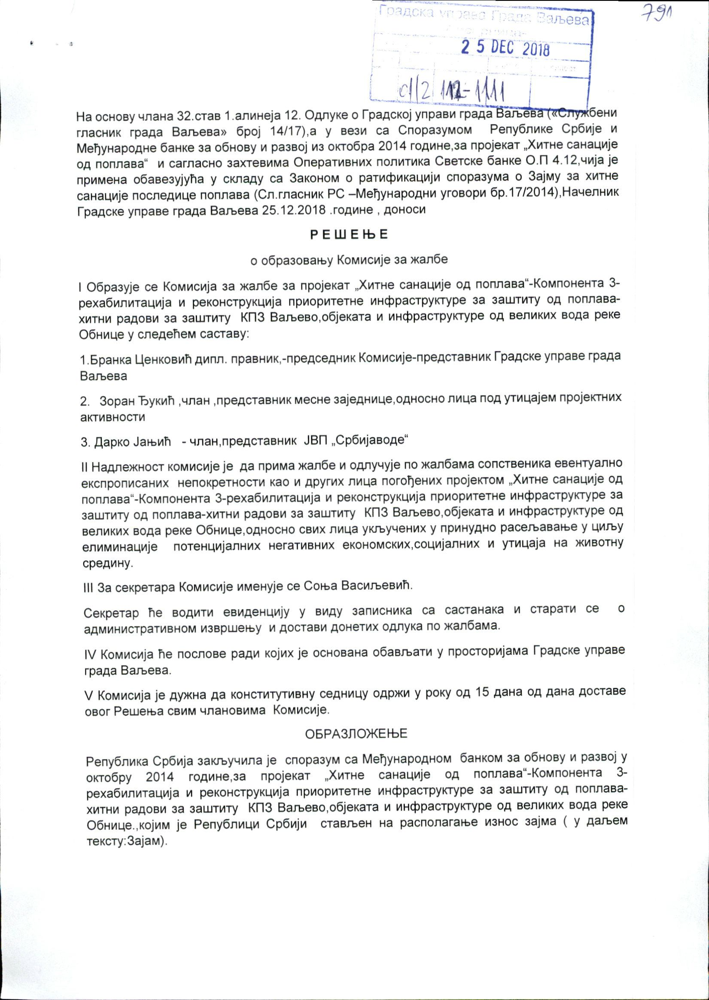 791
Градска управа Града Ваљева
25 DEC 2018
01/2 112-1111
На основу члана 32.став 1.алинеја 12. Одлуке о Градској управи града Ваљева («Службени
гласник града Ваљева» број 14/17),а у вези са Споразумом Републике Србије и
Међународне банке за обнову и развој из октобра 2014 године,за пројекат „Хитне санације
од поплава“ и сагласно захтевима Оперативних политика Светске банке О.П 4.12,чија је
примена обавезујућа у складу са Законом о ратификацији споразума о Зајму за хитне
санације последице поплава (Сл.гласник РС –Међународни уговори бр.17/2014),Начелник
Градске управе града Ваљева 25.12.2018 .године , доноси
Р Е Ш Е Њ Е
о образовању Комисије за жалбе
I Образује се Комисија за жалбе за пројекат „Хитне санације од поплава“-Компонента 3-
рехабилитација и реконструкција приоритетне инфраструктуре за заштиту од поплава-
хитни радови за заштиту КПЗ Ваљево,објеката и инфраструктуре од великих вода реке
Обнице у следећем саставу:
1.Бранка Ценковић дипл. правник,-председник Комисије-представник Градске управе града
Ваљева
2. Зоран Ђукић ,члан ,представник месне заједнице,односно лица под утицајем пројектних
активности
3. Дарко Јањић - члан,представник ЈВП „Србијаводе“
II Надлежност комисије је да прима жалбе и одлучује по жалбама сопственика евентуално
експрописаних непокретности као и других лица погођених пројектом „Хитне санације од
поплава“-Компонента 3-рехабилитација и реконструкција приоритетне инфраструктуре за
заштиту од поплава-хитни радови за заштиту КПЗ Ваљево,објеката и инфраструктуре од
великих вода реке Обнице,односно свих лица укључених у принудно расељавање у циљу
елиминације потенцијалних негативних економских,социјалних и утицаја на животну
средину.
III За секретара Комисије именује се Соња Васиљевић.
Секретар ће водити евиденцију у виду записника са састанака и старати се о
административном извршењу и достави донетих одлука по жалбама.
IV Комисија ће послове ради којих је основана обављати у просторијама Градске управе
града Ваљева.
V Комисија је дужна да конститутивну седницу одржи у року од 15 дана од дана доставе
овог Решења свим члановима Комисије.
ОБРАЗЛОЖЕЊЕ
Република Србија закључила је споразум са Међународном банком за обнову и развој у
октобру 2014 године,за пројекат „Хитне санације од поплава“-Компонента 3-
рехабилитација и реконструкција приоритетне инфраструктуре за заштиту од поплава-
хитни радови за заштиту КПЗ Ваљево,објеката и инфраструктуре од великих вода реке
Обнице.,којим је Републици Србији стављен на располагање износ зајма ( у даљем
тексту:Зајам).